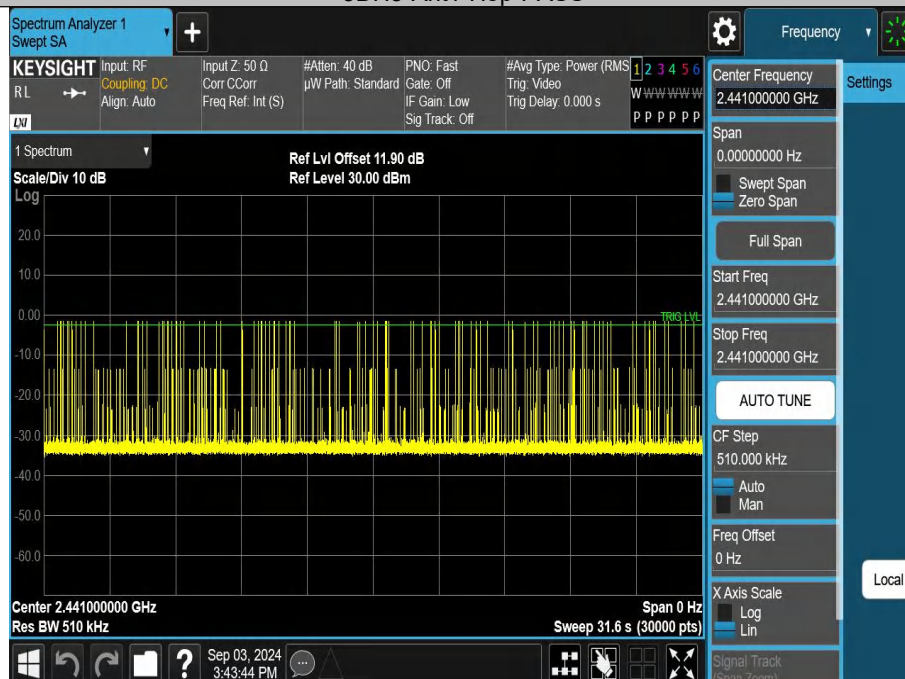 Spectrum Analyzer 1
Swept SA
Frequency
KEYSIGHT
RL
LXI
Input: RF
Coupling: DC
Align: Auto
Input Z: 50 Ω
Corr CCorr
Freq Ref: Int (S)
#Atten: 40 dB
µW Path: Standard
PNO: Fast
Gate: Off
IF Gain: Low
Sig Track: Off
#Avg Type: Power (RMS
Trig: Video
Trig Delay: 0.000 s
1 2 3 4 5 6
W W W W W W
P P P P P P
Center Frequency
2.441000000 GHz
Settings
Span
0.00000000 Hz
Swept Span
Zero Span
Full Span
Start Freq
2.441000000 GHz
Stop Freq
2.441000000 GHz
AUTO TUNE
CF Step
510.000 kHz
Auto
Man
Freq Offset
0 Hz
X Axis Scale
Log
Lin
Signal Track
(Span Zoom)
Local
1 Spectrum
Scale/Div 10 dB
Ref Lvl Offset 11.90 dB
Ref Level 30.00 dBm
Log
20.0
10.0
0.00
TRIG LVL
-10.0
-20.0
-30.0
-40.0
-50.0
-60.0
Center 2.441000000 GHz
Span 0 Hz
Res BW 510 kHz
Sweep 31.6 s (30000 pts)
?
Sep 03, 2024
3:43:44 PM